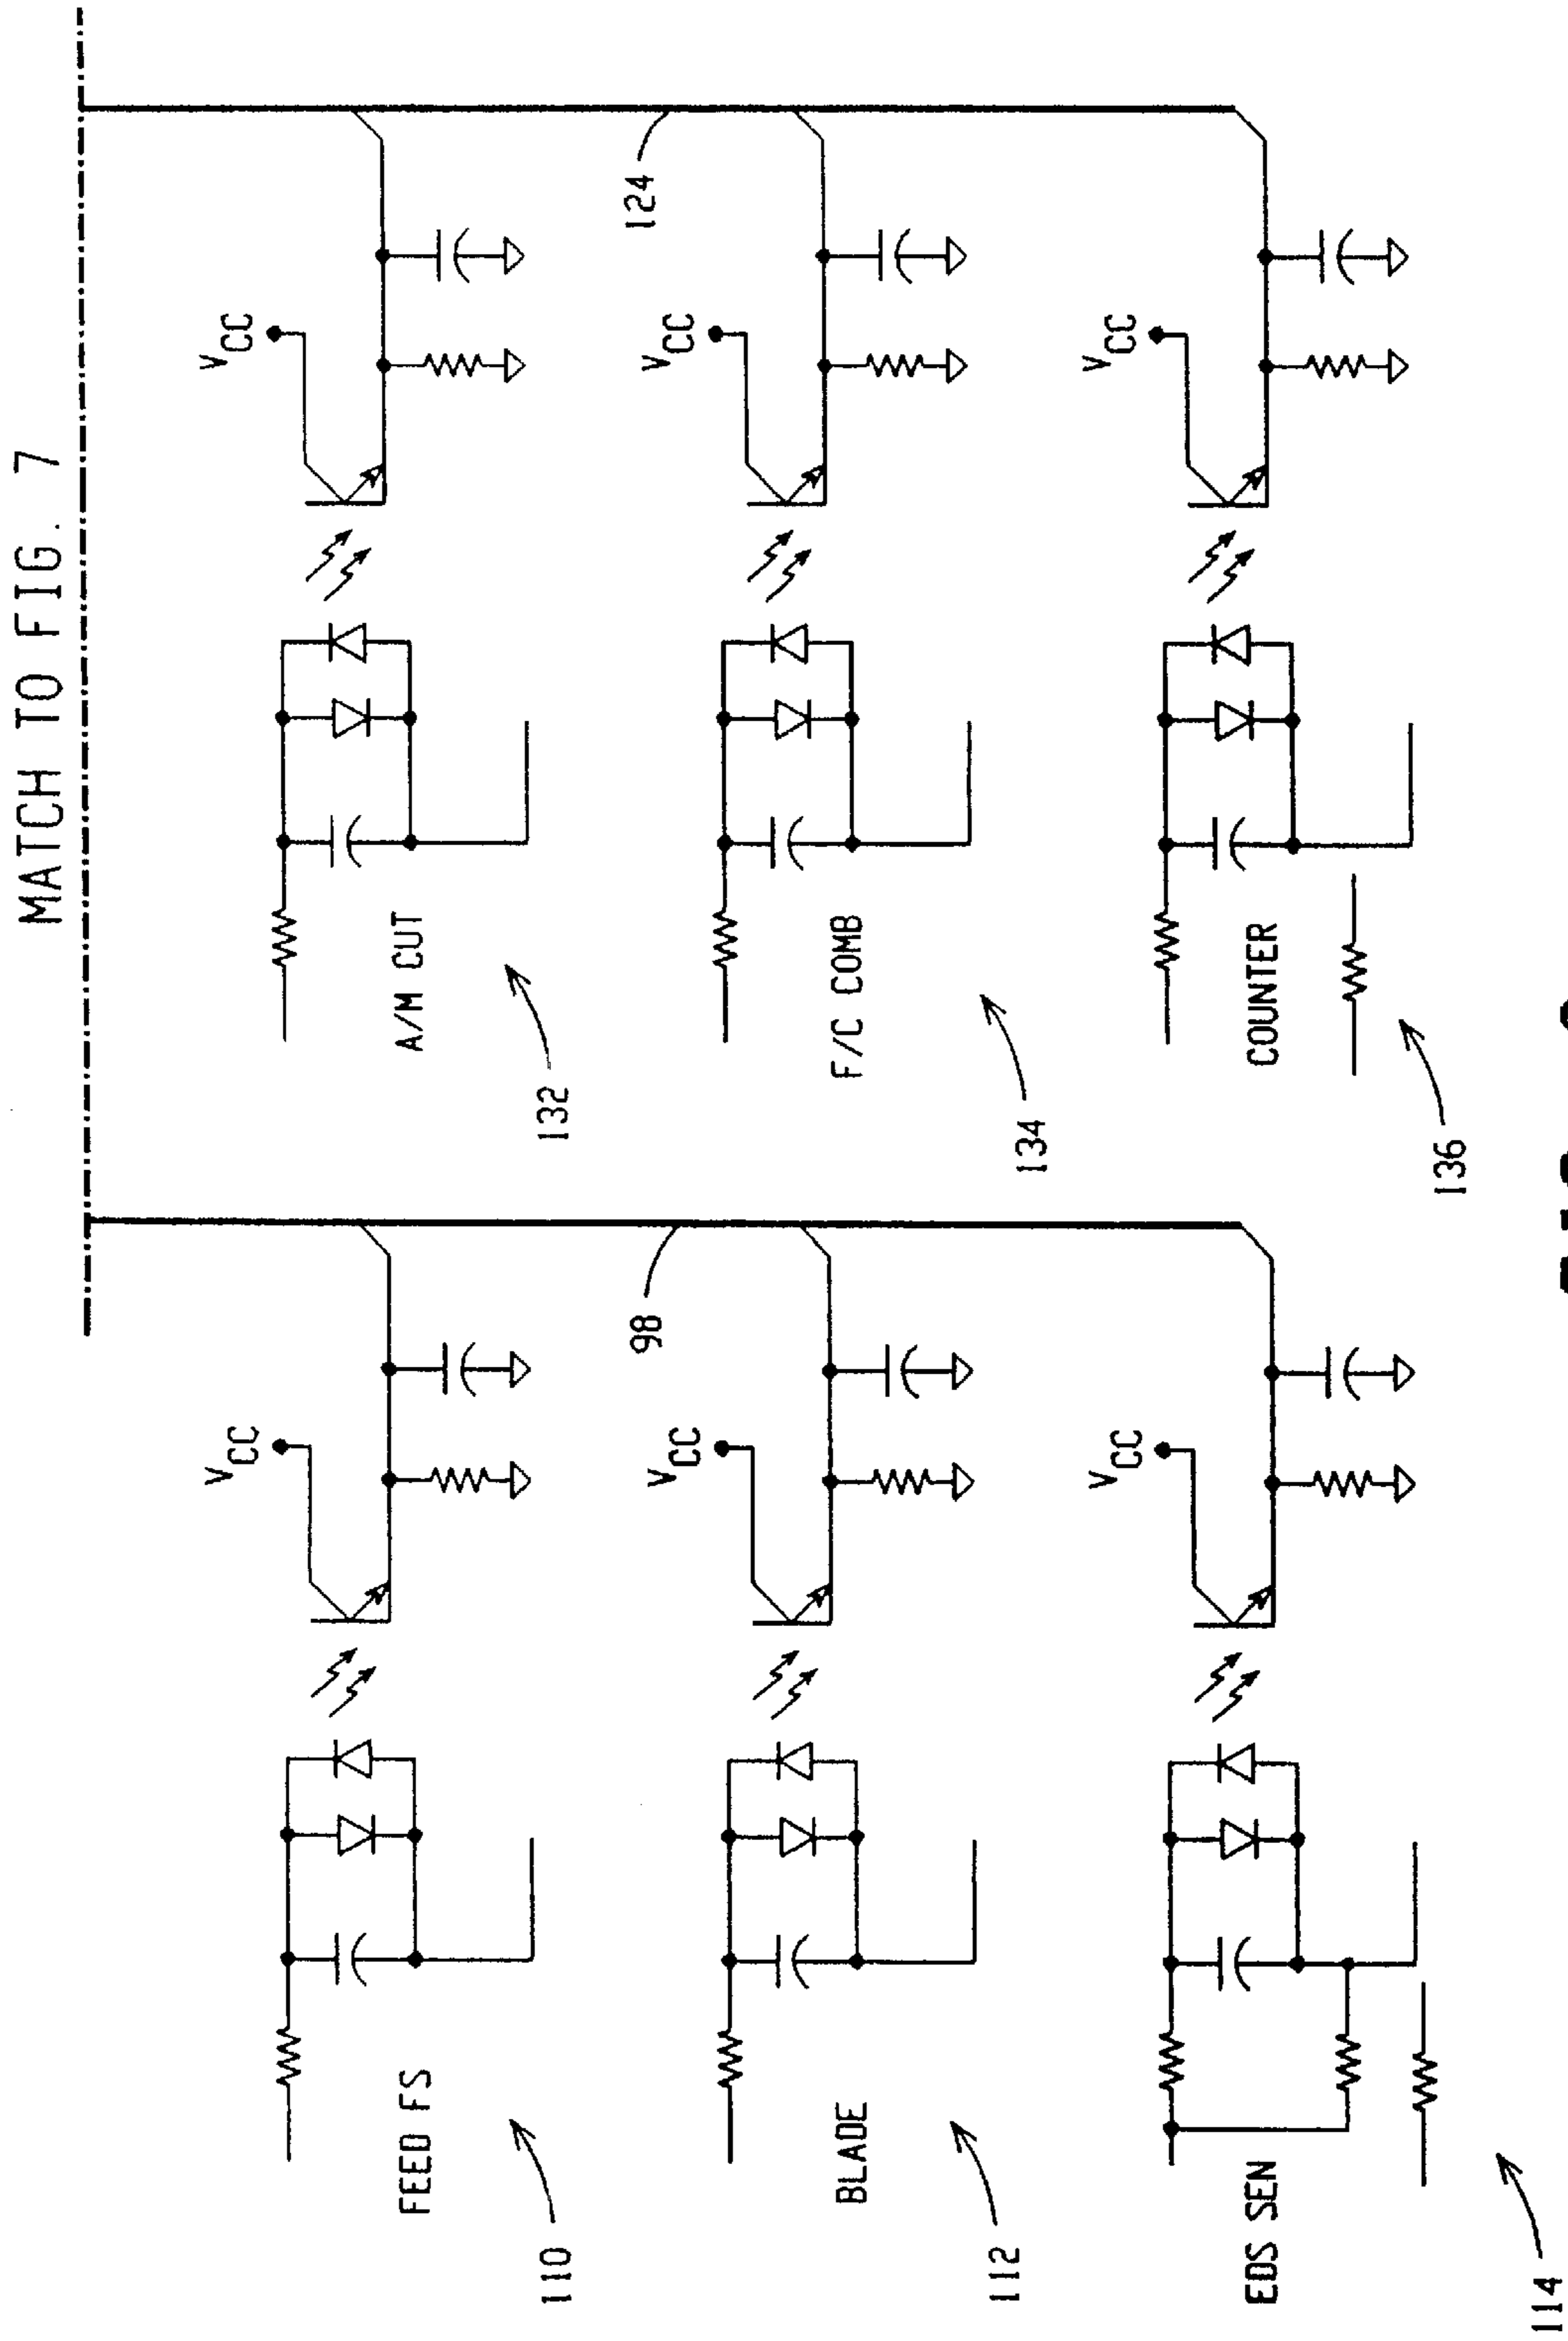 MATCH TO FIG. 7
VCC
VCC
98
124
FEED FS
A/M CUT
110
132
VCC
VCC
BLADE
F/C COMB
112
134
VCC
VCC
EDS SEN
COUNTER
114
136